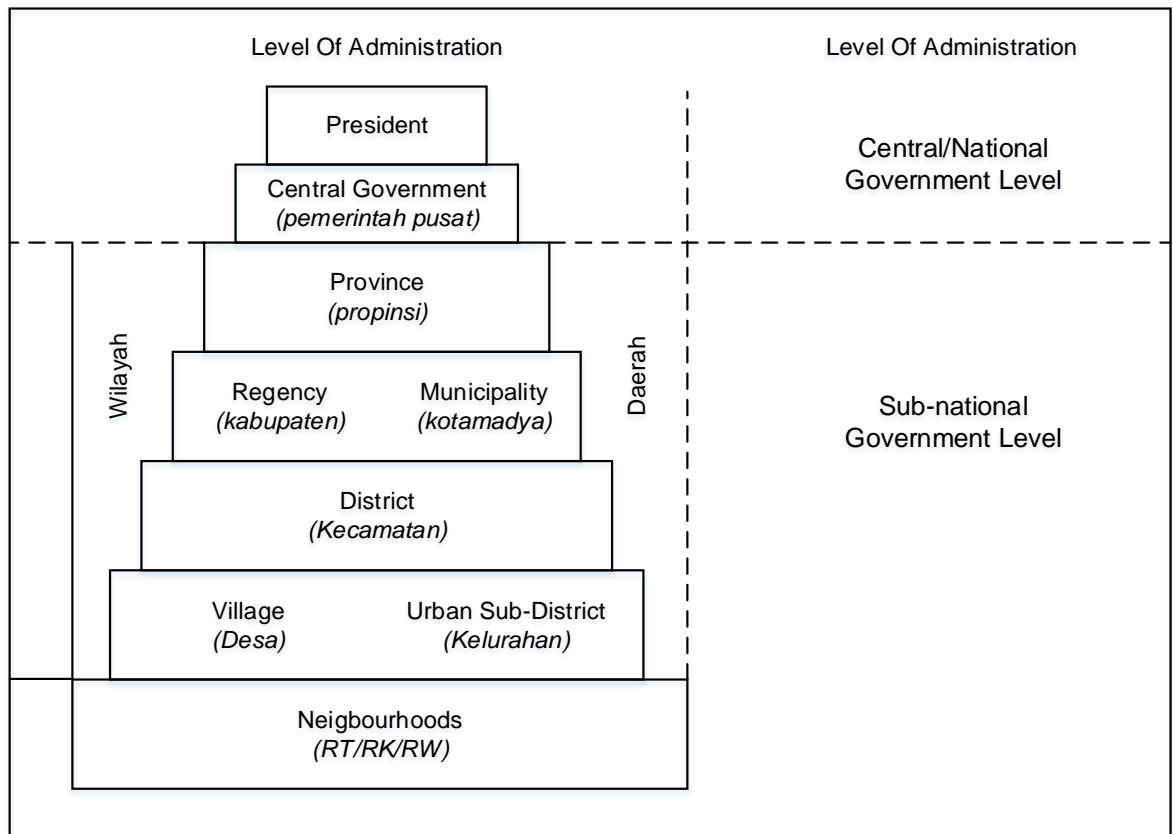 Level Of Administration
Level Of Administration
President
Central Government
(pemerintah pusat)
Central/National
Government Level
Province
(propinsi)
Wilayah
Daerah
Regency
(kabupaten)
Municipality
(kotamadya)
Sub-national
Government Level
District
(Kecamatan)
Village
(Desa)
Urban Sub-District
(Kelurahan)
Neigbourhoods
(RT/RK/RW)